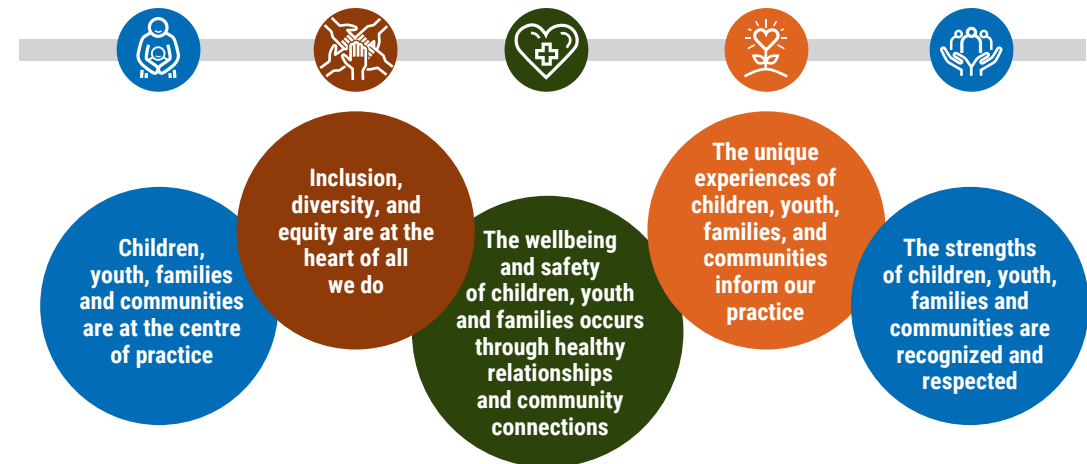 Children,
youth, families
and communities
are at the centre
of practice
Inclusion,
diversity, and
equity are at the
heart of all
we do
The wellbeing
and safety
of children, youth
and families occurs
through healthy
relationships
and community
connections
The unique
experiences of
children, youth,
families, and
communities
inform our
practice
The strengths
of children, youth,
families and
communities are
recognized and
respected